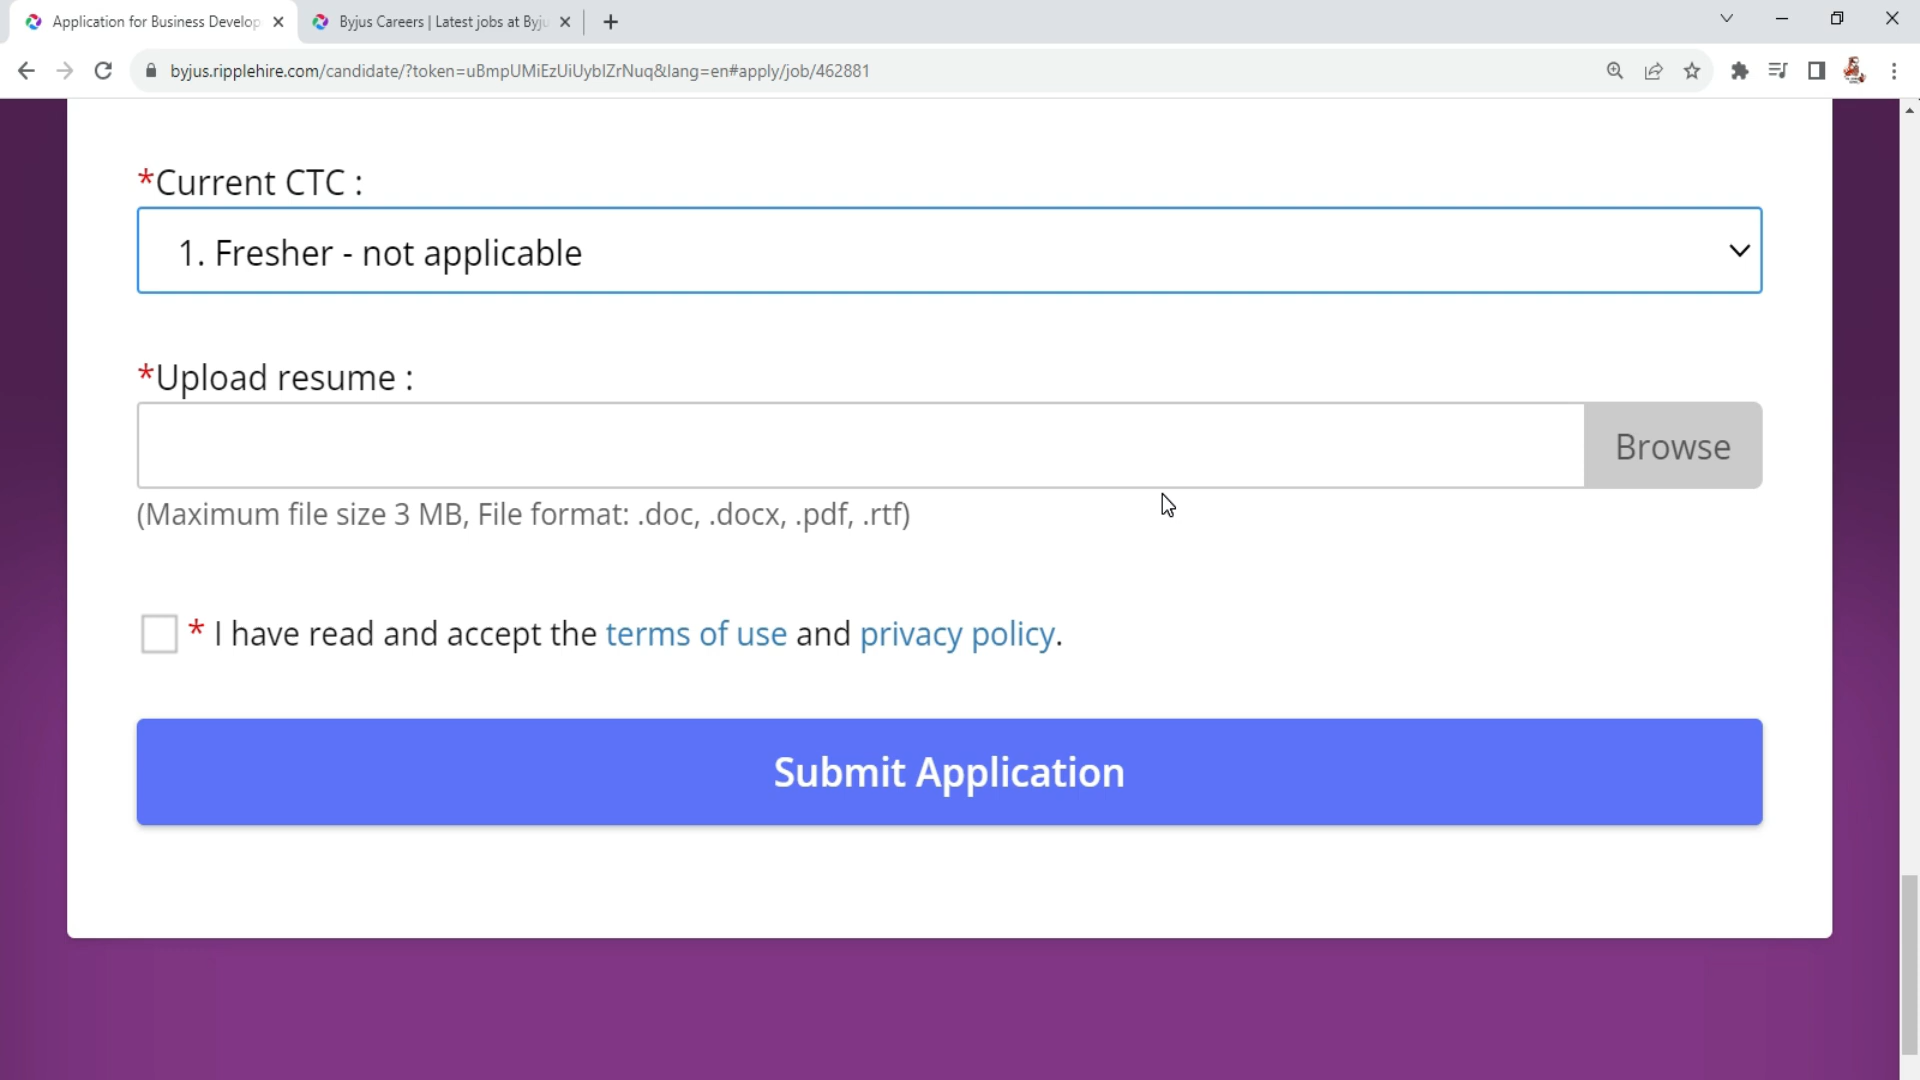 Application for Business Develop
Byjus Careers | Latest jobs at Byju
byjus.ripplehire.com/candidate/?token=uBmpUMiEzUiUybIZrNuq&lang=en#apply/job/462881
*Current CTC :
1. Fresher - not applicable
*Upload resume :
Browse
(Maximum file size 3 MB, File format: .doc, .docx, .pdf, .rtf)
* I have read and accept the terms of use and privacy policy.
Submit Application